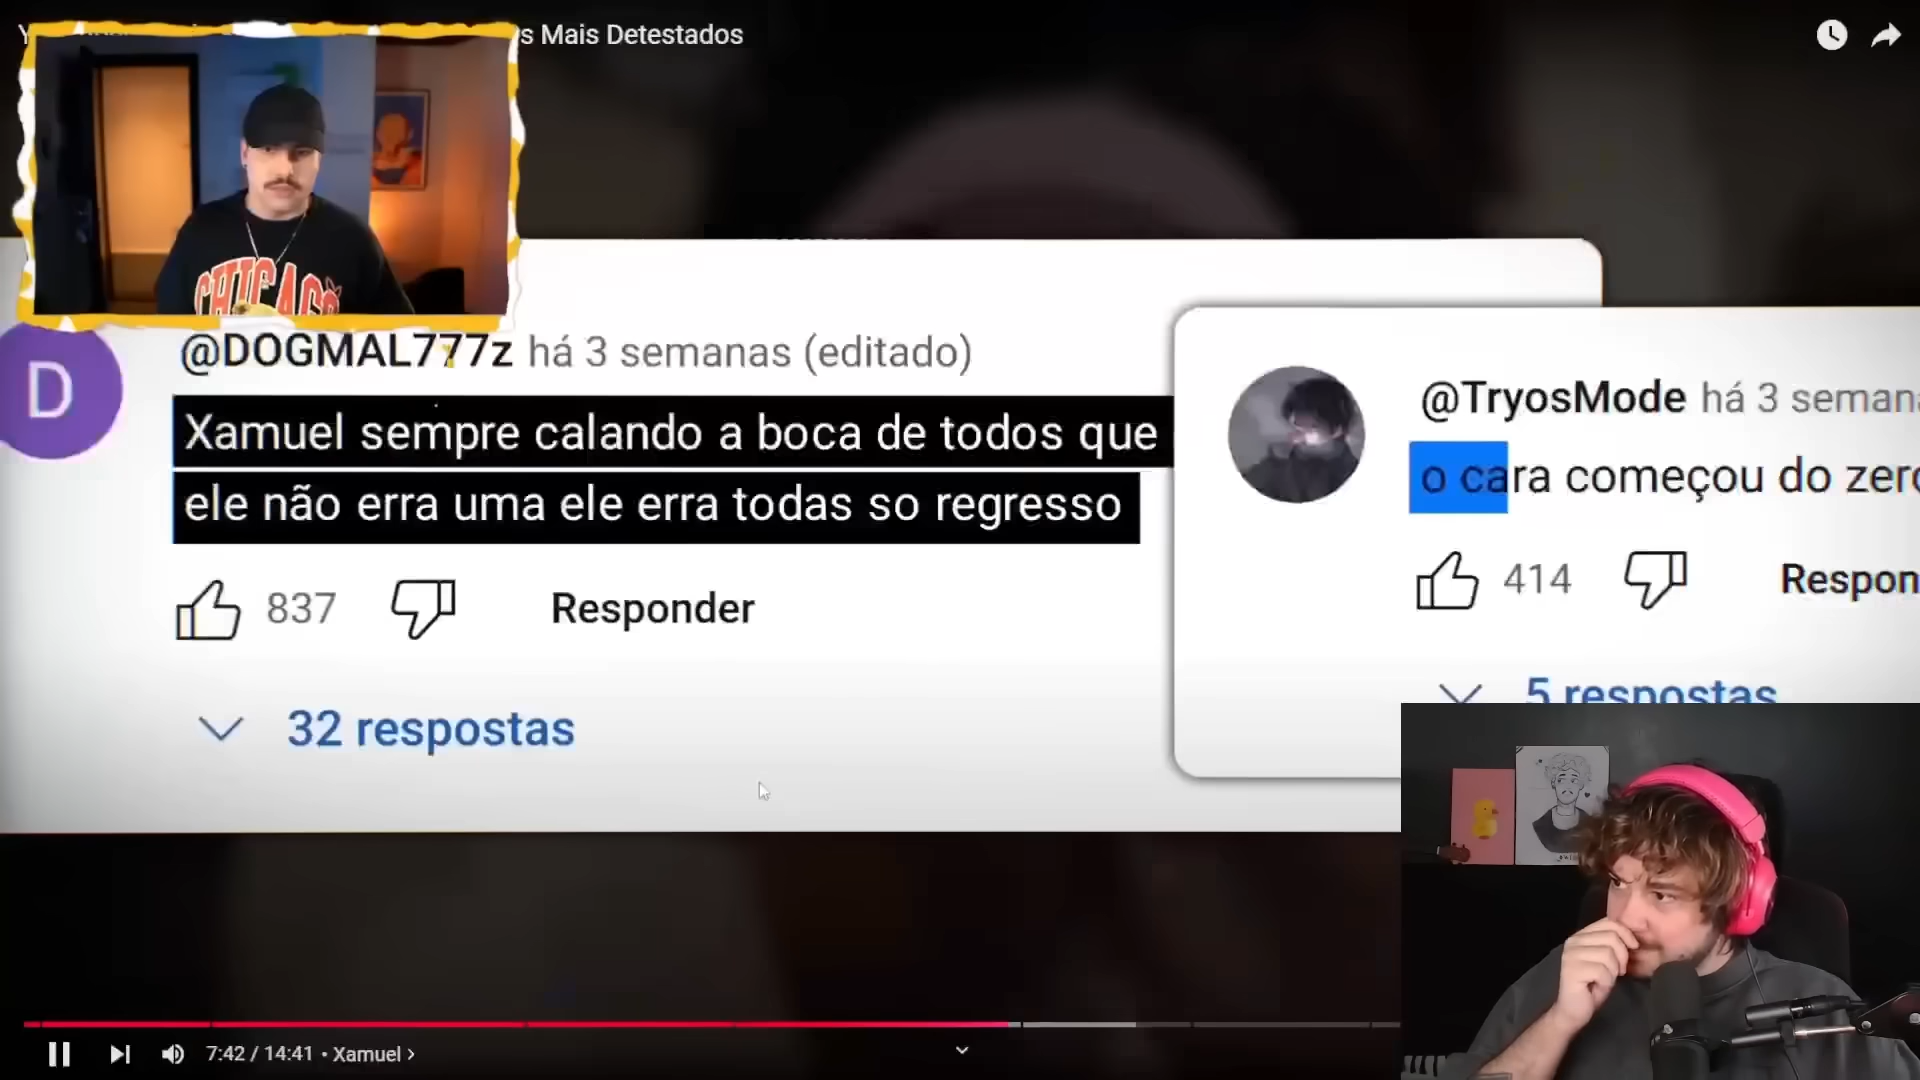 s Mais Detestados
CHICAGO
@DOGMAL777z há 3 semanas (editado)
Xamuel sempre calando a boca de todos que
ele não erra uma ele erra todas so regresso
837 Responder
32 respostas
D
@TryosMode há 3 seman
o cara começou do zero
414 Respon
5 respostas
7:42 / 14:41 • Xamuel ›